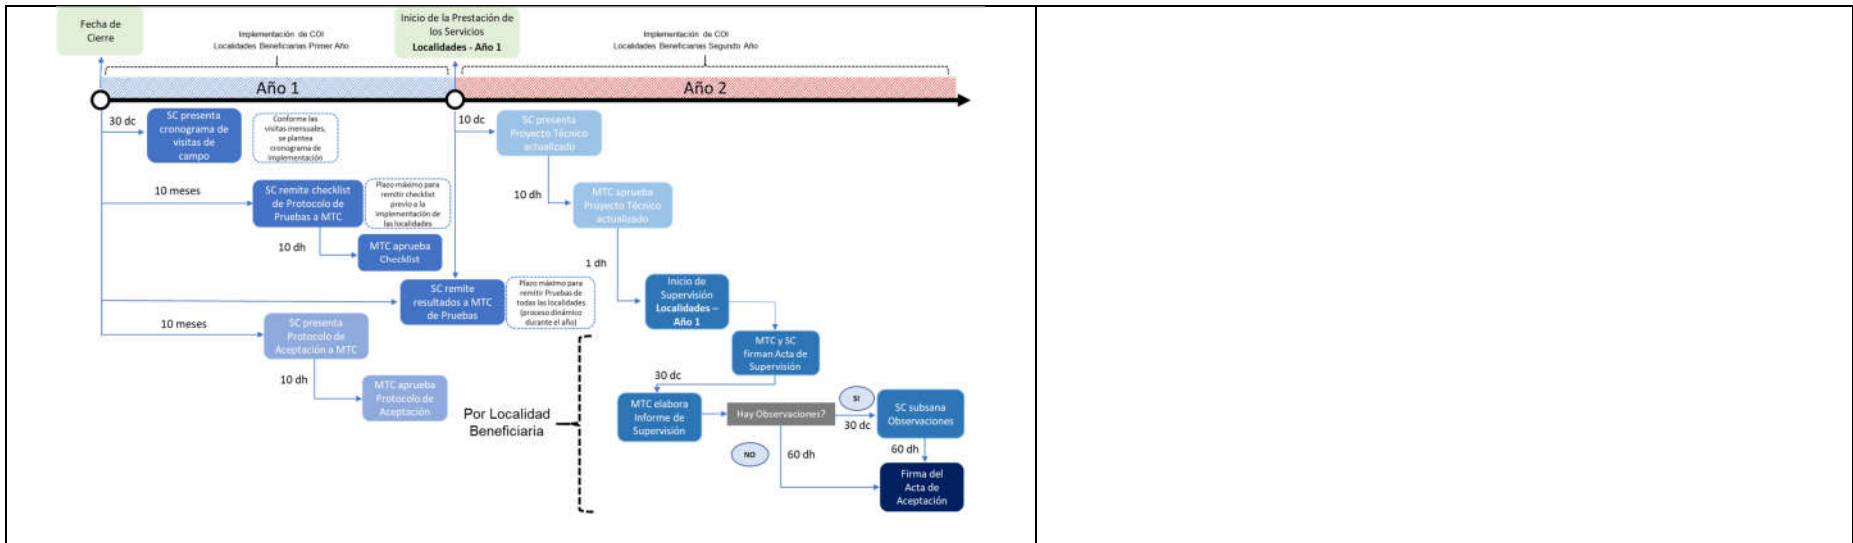 Fecha de
Cierre
Implementación de COI
Localidades Beneficiarias Primer Año
Inicio de la Prestación de
los Servicios
Localidades - Año 1
Implementación de COI
Localidades Beneficiarias Segundo Año
Año 1
Año 2
30 dc
SC presenta
cronograma de
visitas de
campo
Conforme las
visitas mensuales,
se plantea
cronograma de
implementación
10 dc
SC presenta
Proyecto Técnico
actualizado
10 meses
SC remite checklist
de Protocolo de
Pruebas a MTC
Plazo máximo para
remitir checklist
previo a la
implementación de
las localidades
10 dh
MTC aprueba
Proyecto Técnico
actualizado
10 dh
MTC aprueba
Checklist
1 dh
SC remite
resultados a MTC
de Pruebas
Plazo máximo para
remitir Pruebas de
todas las localidades
(proceso dinámico
durante el año)
Inicio de
Supervisión
Localidades –
Año 1
10 meses
SC presenta
Protocolo de
Aceptación a MTC
MTC y SC
firman Acta de
Supervisión
10 dh
MTC aprueba
Protocolo de
Aceptación
30 dc
Por Localidad
Beneficiaria
MTC elabora
Informe de
Supervisión
Hay Observaciones?
SI
30 dc
SC subsana
Observaciones
NO
60 dh
60 dh
Firma del
Acta de
Aceptación